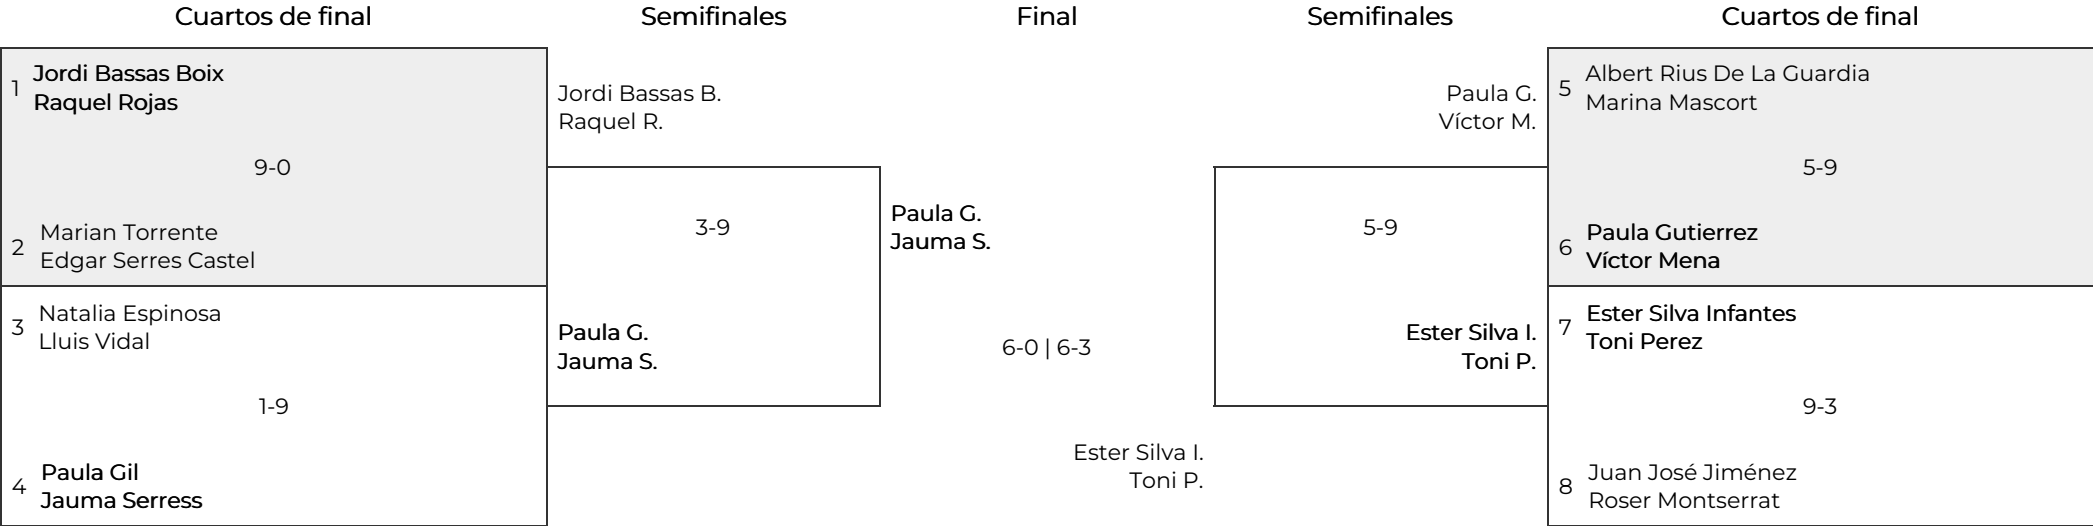 Cuartos de final
Semifinales
Final
Semifinales
Cuartos de final
1
Jordi Bassas Boix
Raquel Rojas
9-0
2
Marian Torrente
Edgar Serres Castel
3
Natalia Espinosa
Lluis Vidal
1-9
4
Paula Gil
Jauma Serress
Jordi Bassas B.
Raquel R.
3-9
Paula G.
Jauma S.
Paula G.
Jauma S.
6-0 | 6-3
Ester Silva I.
Toni P.
Paula G.
Víctor M.
5-9
Ester Silva I.
Toni P.
5
Albert Rius De La Guardia
Marina Mascort
5-9
6
Paula Gutierrez
Víctor Mena
7
Ester Silva Infantes
Toni Perez
9-3
8
Juan José Jiménez
Roser Montserrat